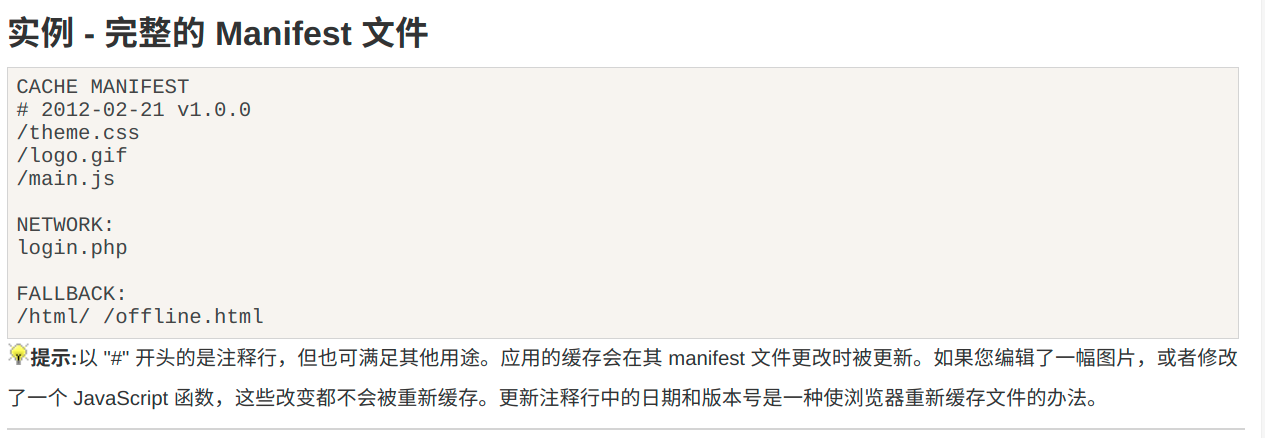 实例 - 完整的 Manifest 文件
CACHE MANIFEST
# 2012-02-21 v1.0.0
/theme.css
/logo.gif
/main.js
NETWORK:
login.php
FALLBACK:
/html/ /offline.html
提示:以 "#" 开头的是注释行，但也可满足其他用途。应用的缓存会在其 manifest 文件更改时被更新。如果您编辑了一幅图片，或者修改
了一个 JavaScript 函数，这些改变都不会被重新缓存。更新注释行中的日期和版本号是一种使浏览器重新缓存文件的办法。